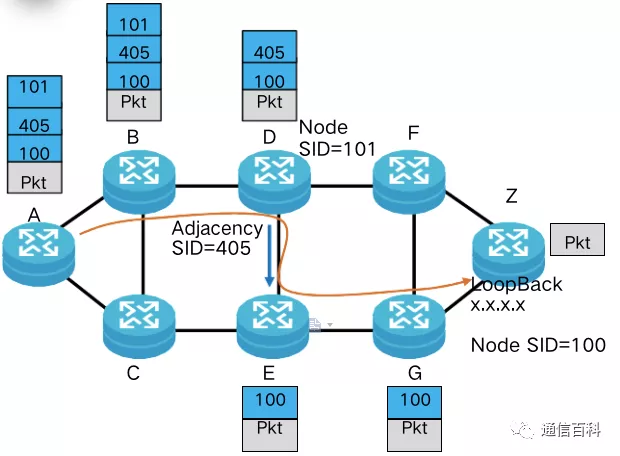 101
405
100
Pkt
101
405
100
Pkt
405
100
Pkt
A
B
D
Node
SID=101
F
Z
Pkt
Adjacency
SID=405
LoopBack
x.x.x.x
Node SID=100
C
E
G
100
Pkt
100
Pkt
通信百科